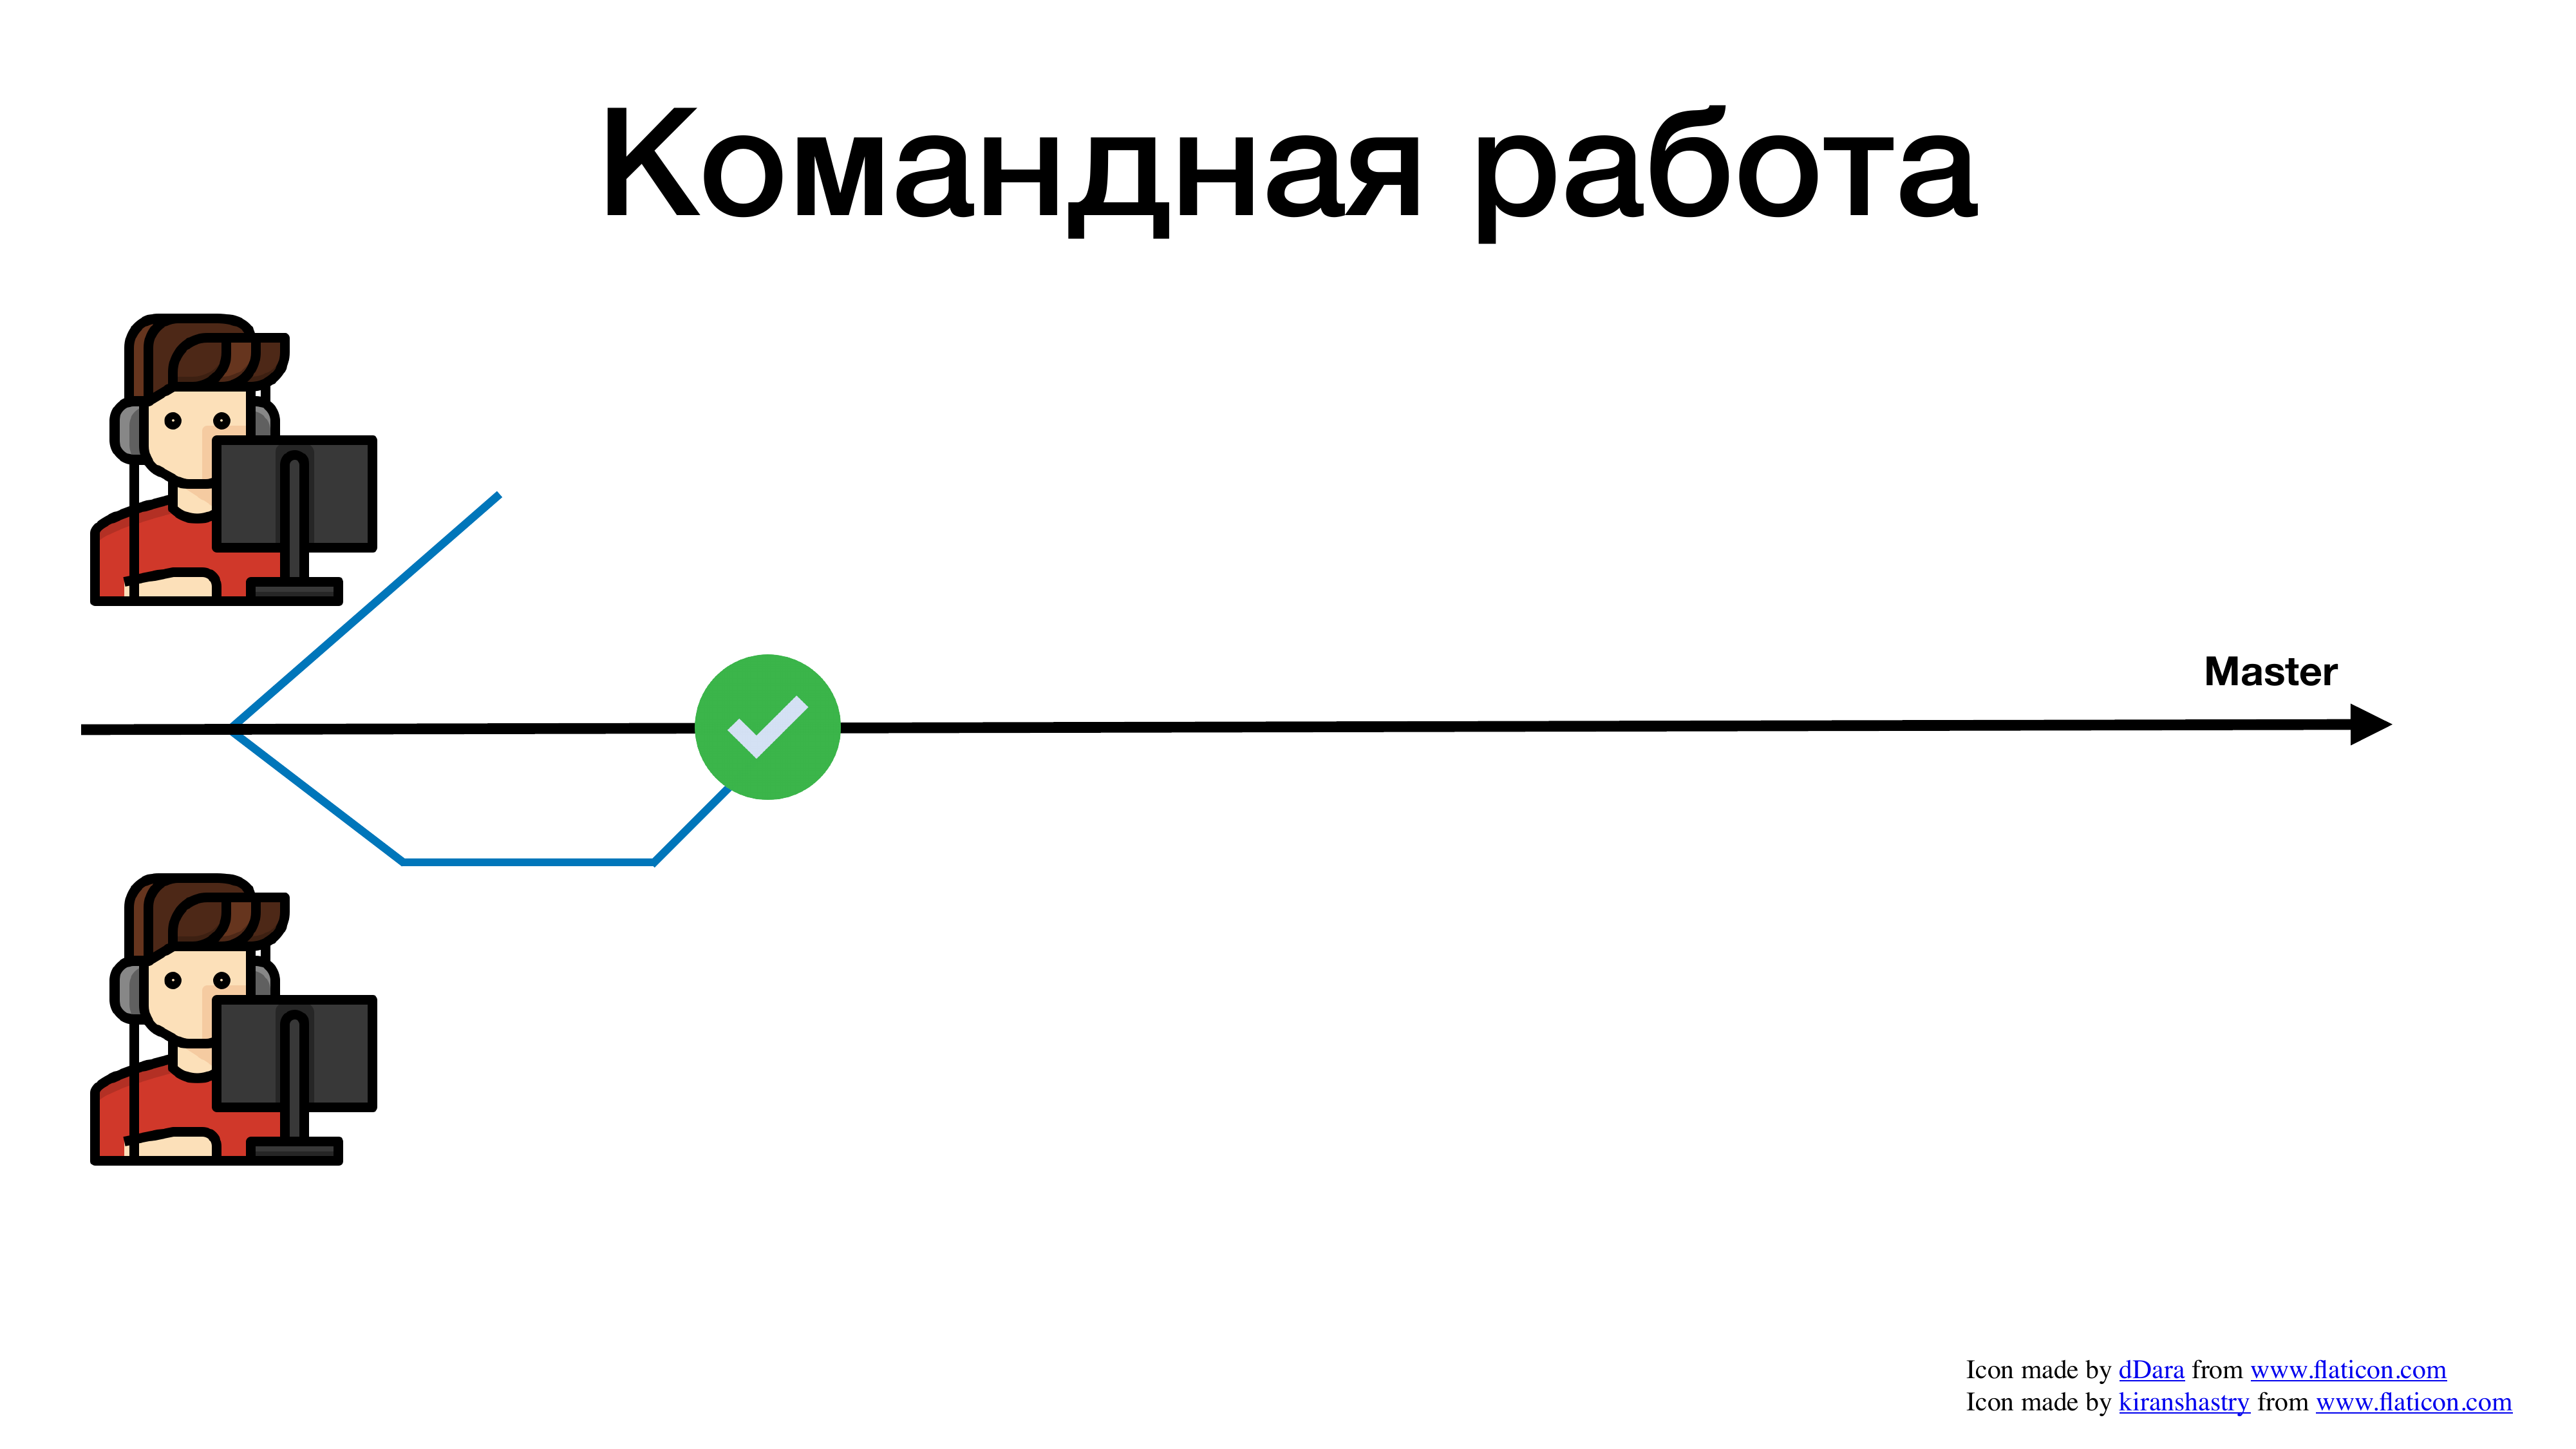 Командная работа
Master
Icon made by dDara from www.flaticon.com
Icon made by kiranshastry from www.flaticon.com